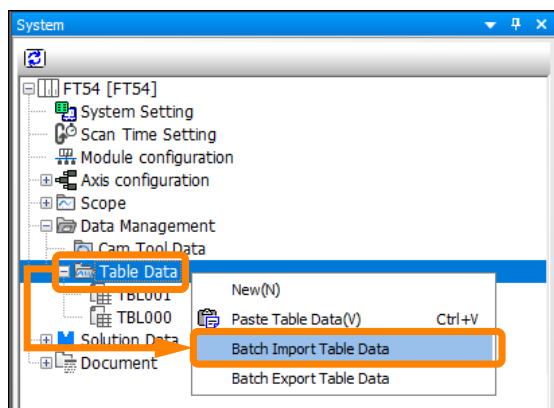 System
FT54 [FT54]
System Setting
Scan Time Setting
Module configuration
Axis configuration
Scope
Data Management
Cam Tool Data
Table Data
TBL001
TBL000
Solution Data
Document
New(N)
Paste Table Data(V) Ctrl+V
Batch Import Table Data
Batch Export Table Data